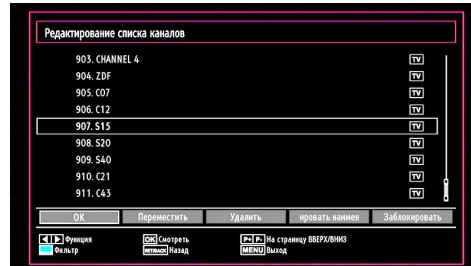 Редактирование списка каналов
903. CHANNEL 4 TV
904. ZDF TV
905. C07 TV
906. C12 TV
907. S15 TV
908. S20 TV
909. S40 TV
910. C21 TV
911. C43 TV
OK Переместить Удалить ировать наимен Заблокировать
Функция OK Смотреть P+ P- На страницу ВВЕРХ/ВНИЗ
Фильтр Назад MENU Выход